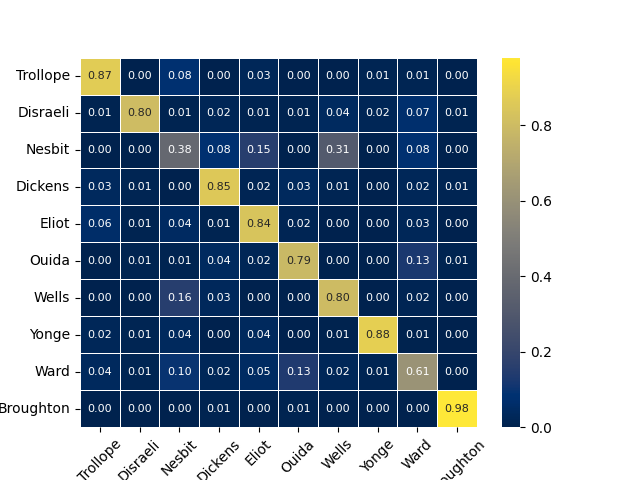 Trollope 0.87 0.00 0.08 0.00 0.03 0.00 0.00 0.01 0.01 0.00
Disraeli 0.01 0.80 0.01 0.02 0.01 0.01 0.04 0.02 0.07 0.01
Nesbit 0.00 0.00 0.38 0.08 0.15 0.00 0.31 0.00 0.08 0.00
Dickens 0.03 0.01 0.00 0.85 0.02 0.03 0.01 0.00 0.02 0.01
Eliot 0.06 0.01 0.04 0.01 0.84 0.02 0.00 0.00 0.03 0.00
Ouida 0.00 0.01 0.01 0.04 0.02 0.79 0.00 0.00 0.13 0.01
Wells 0.00 0.00 0.16 0.03 0.00 0.00 0.80 0.00 0.02 0.00
Yonge 0.02 0.01 0.04 0.00 0.04 0.00 0.01 0.88 0.01 0.00
Ward 0.04 0.01 0.10 0.02 0.05 0.13 0.02 0.01 0.61 0.00
Broughton 0.00 0.00 0.00 0.01 0.00 0.01 0.00 0.00 0.00 0.98
Trollope Disraeli Nesbit Dickens Eliot Ouida Wells Yonge Ward oughton
0.8
0.6
0.4
0.2
0.0